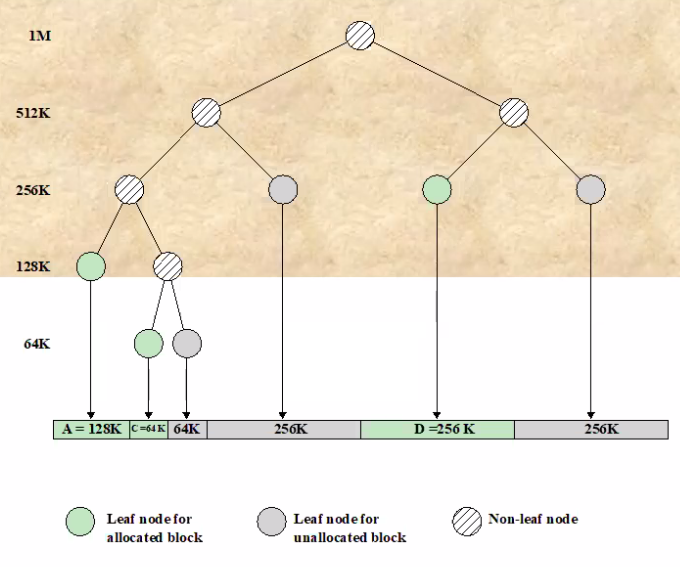 1M
512K
256K
128K
64K
A = 128K C =64 K 64K 256K D =256 K 256K
Leaf node for
allocated block
Leaf node for
unallocated block
Non-leaf node